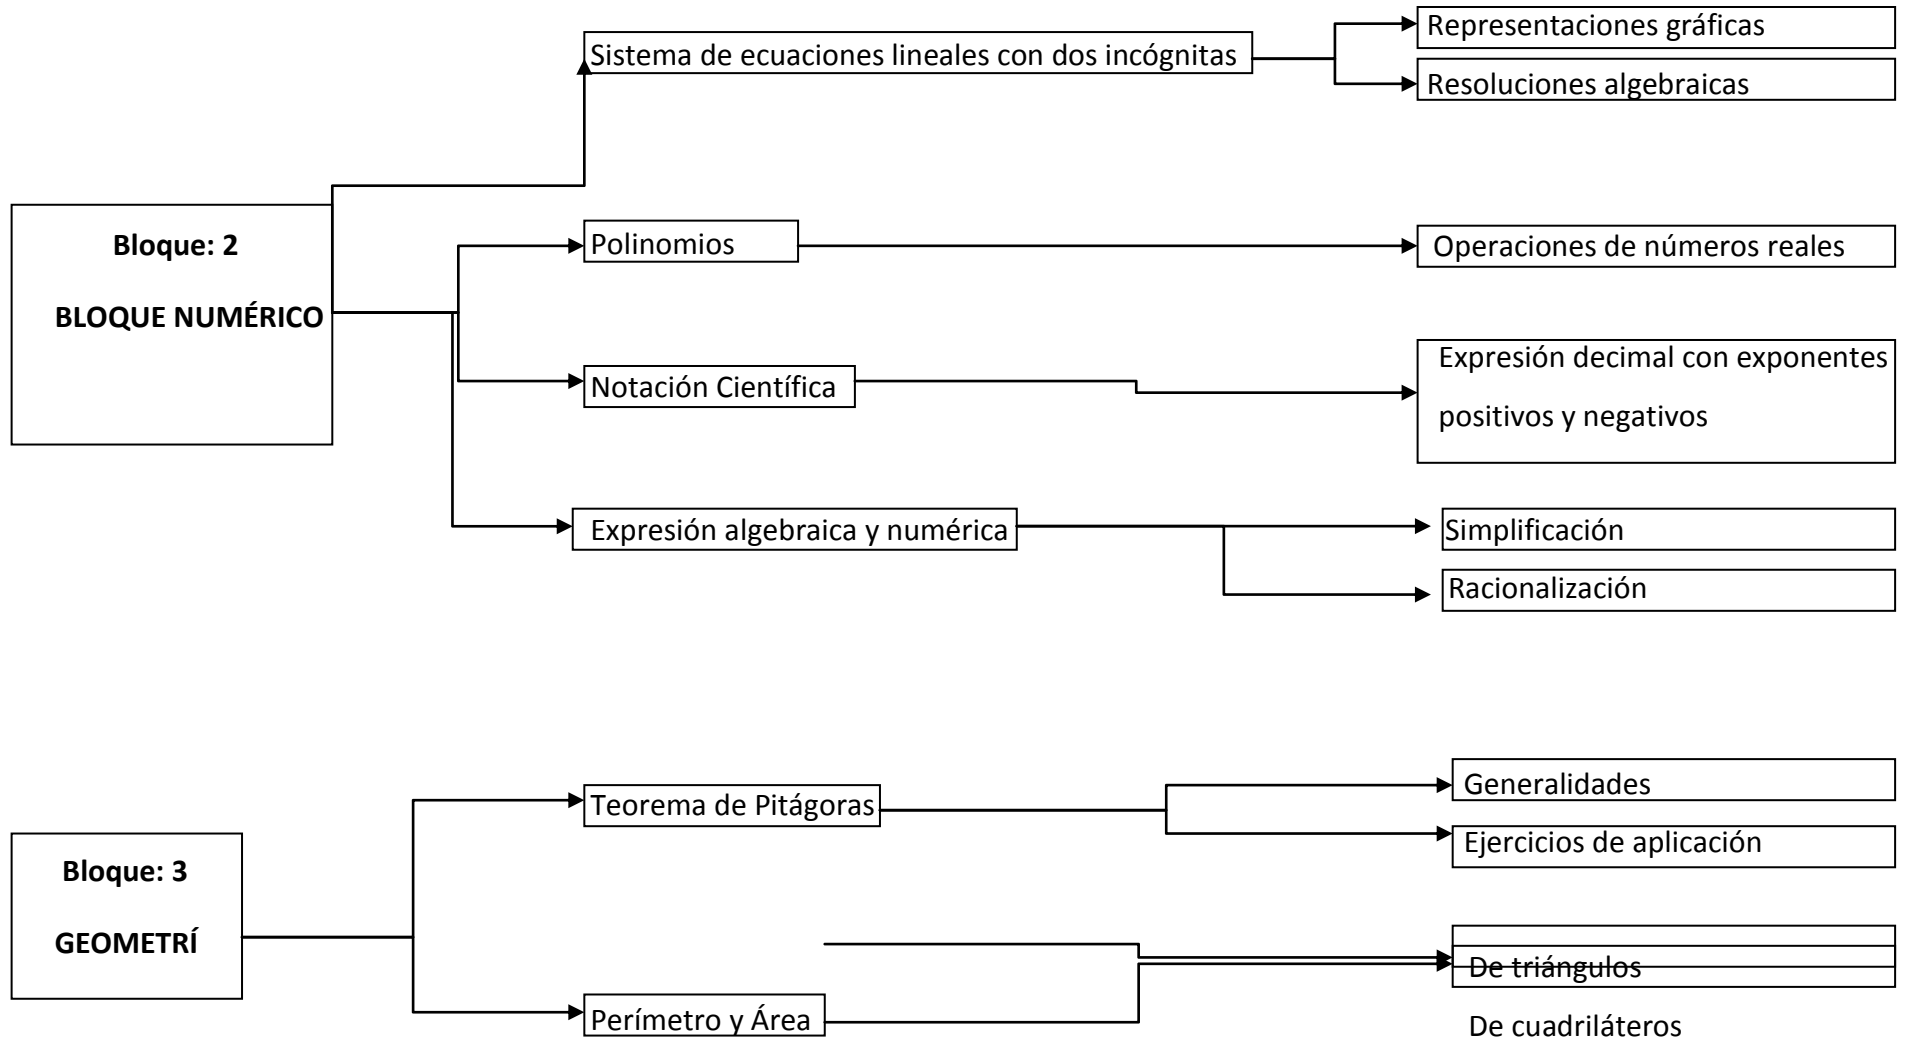 Representaciones gráficas
Sistema de ecuaciones lineales con dos incógnitas
Resoluciones algebraicas
Bloque: 2
BLOQUE NUMÉRICO
Polinomios
Operaciones de números reales
Notación Científica
Expresión decimal con exponentes
positivos y negativos
Expresión algebraica y numérica
Simplificación
Racionalización
Bloque: 3
GEOMETRÍ
Teorema de Pitágoras
Generalidades
Ejercicios de aplicación
Perímetro y Área
De triángulos
De cuadriláteros